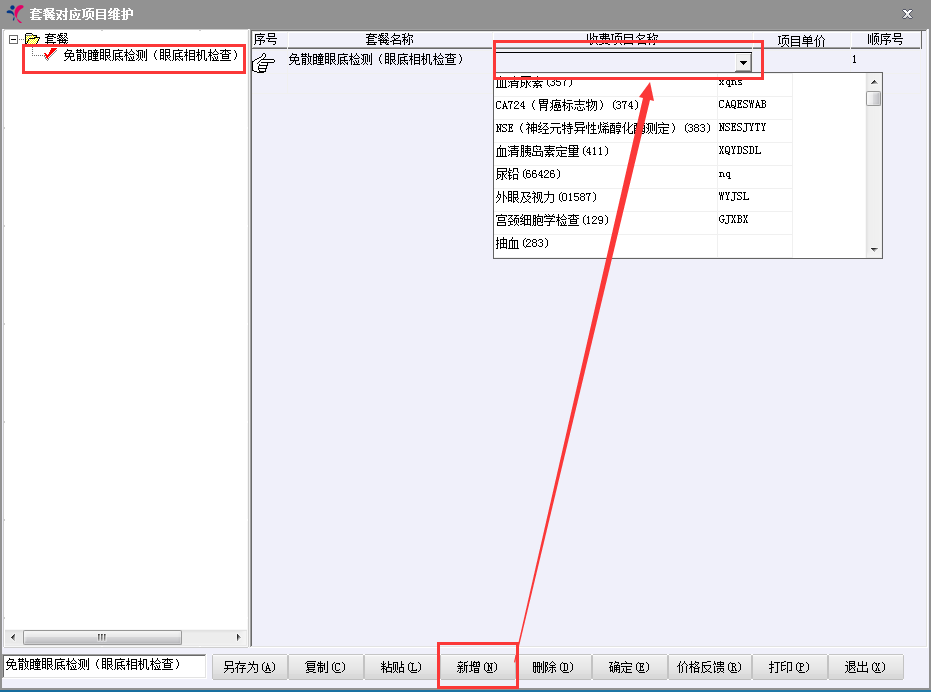 套餐对应项目维护
套餐
免散瞳眼底检测（眼底相机检查）
序号 套餐名称 收费项目名称 项目单价 顺序号
免散瞳眼底检测（眼底相机检查） 1
血清尿素(357) xqns
CA724（胃癌标志物）(374) CAQESWAB
NSE（神经元特异性烯醇化酶测定）(383) NSESJYTY
血清胰岛素定量(411) XQYDSDL
尿铅(66426) nq
外眼及视力(01587) WYJSL
宫颈细胞学检查(129) GJXBX
抽血(283)
免散瞳眼底检测（眼底相机检查）
另存为(A) 复制(C) 粘贴(L) 新增(N) 删除(D) 确定(E) 价格反馈(R) 打印(P) 退出(X)